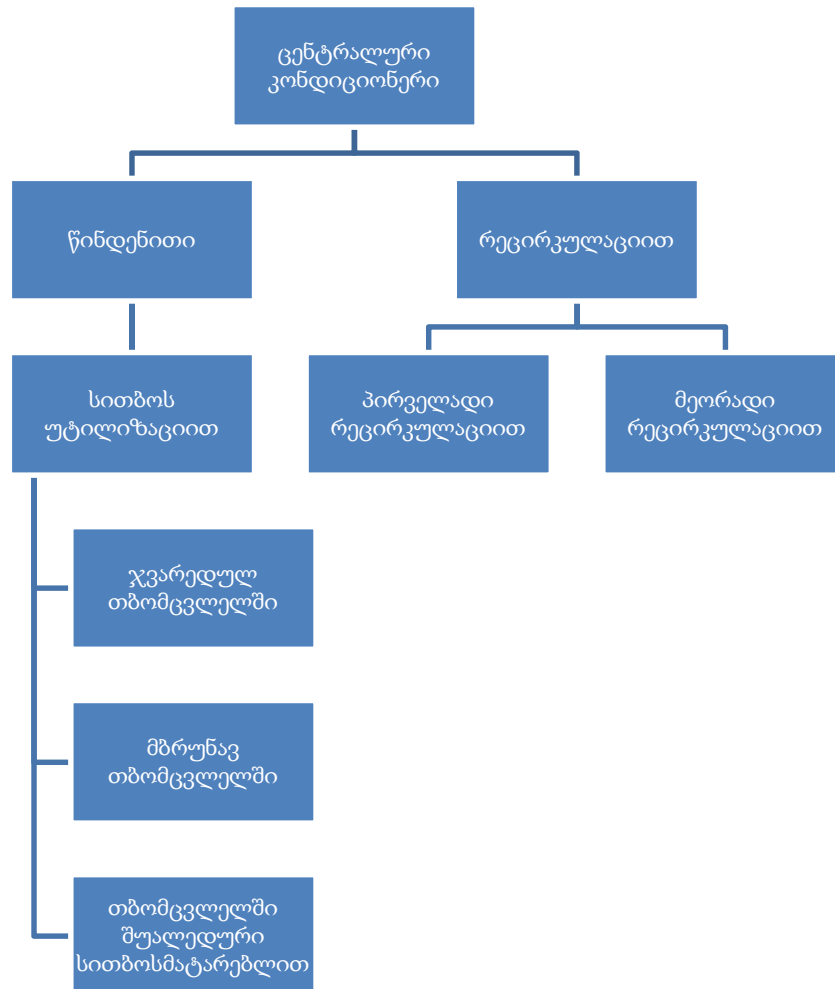 ცენტრალური
კონდიციონერი
წინდენითი
რეცირკულაციით
სითბოს
უტილიზაციით
პირველადი
რეცირკულაციით
მეორადი
რეცირკულაციით
ჯვარედულ
თბომცვლელში
მბრუნავ
თბომცვლელში
თბომცვლელში
შუალედური
სითბოსმატარებლით